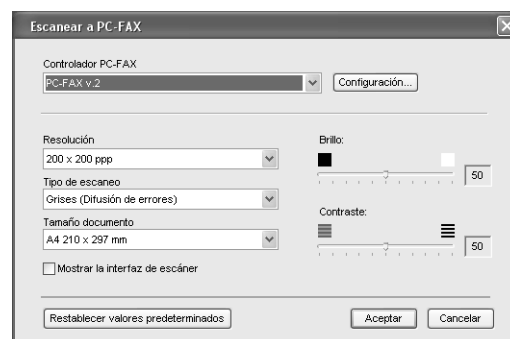 Escanear a PC-FAX
Controlador PC-FAX
PC-FAX v.2
Configuración...
Resolución
200 x 200 ppp
Tipo de escaneo
Grises (Difusión de errores)
Tamaño documento
A4 210 x 297 mm
Mostrar la interfaz de escáner
Brillo:
50
Contraste:
50
Restablecer valores predeterminados
Aceptar
Cancelar